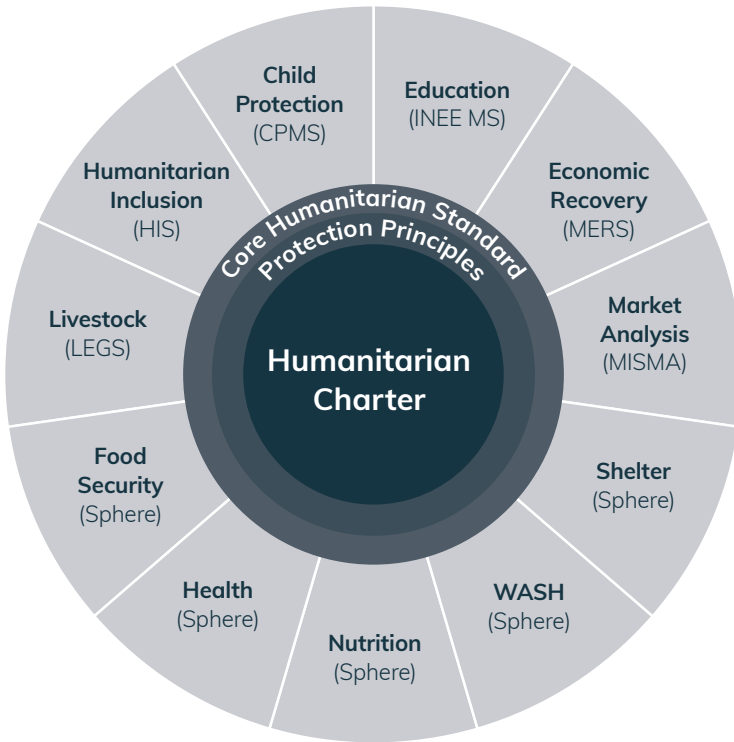 Child
Protection
(CPMS)
Education
(INEE MS)
Economic
Recovery
(MERS)
Market
Analysis
(MISMA)
Shelter
(Sphere)
WASH
(Sphere)
Nutrition
(Sphere)
Health
(Sphere)
Food
Security
(Sphere)
Livestock
(LEGS)
Humanitarian
Inclusion
(HIS)
Core Humanitarian Standard
Protection Principles
Humanitarian
Charter